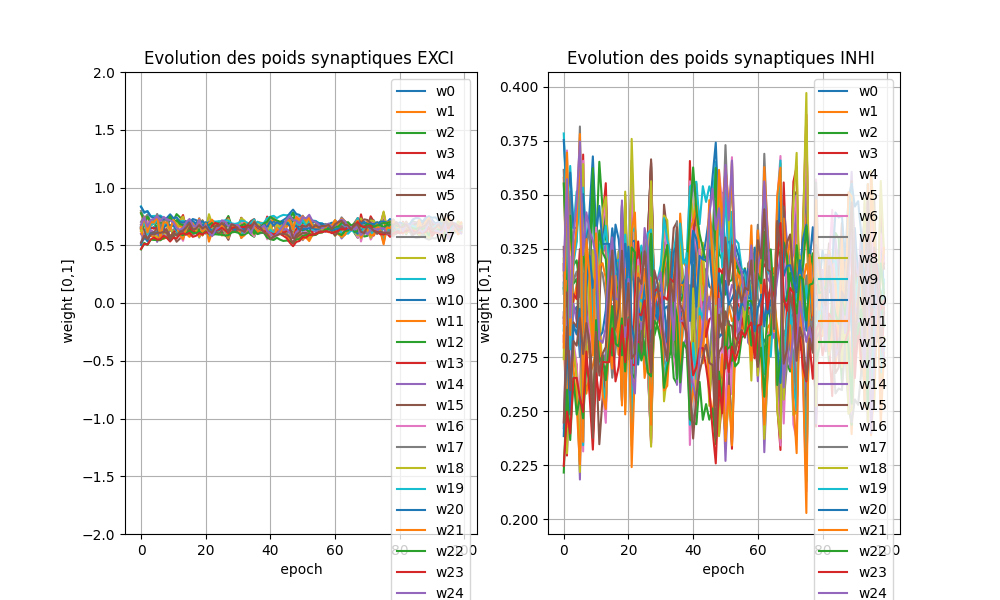 Evolution des poids synaptiques EXCI
weight [0,1]
2.0
1.5
1.0
0.5
0.0
−0.5
−1.0
−1.5
−2.0
0 20 40 60 80 100
epoch
w0
w1
w2
w3
w4
w5
w6
w7
w8
w9
w10
w11
w12
w13
w14
w15
w16
w17
w18
w19
w20
w21
w22
w23
w24
Evolution des poids synaptiques INHI
weight [0,1]
0.400
0.375
0.350
0.325
0.300
0.275
0.250
0.225
0.200
0 20 40 60 80 100
epoch
w0
w1
w2
w3
w4
w5
w6
w7
w8
w9
w10
w11
w12
w13
w14
w15
w16
w17
w18
w19
w20
w21
w22
w23
w24